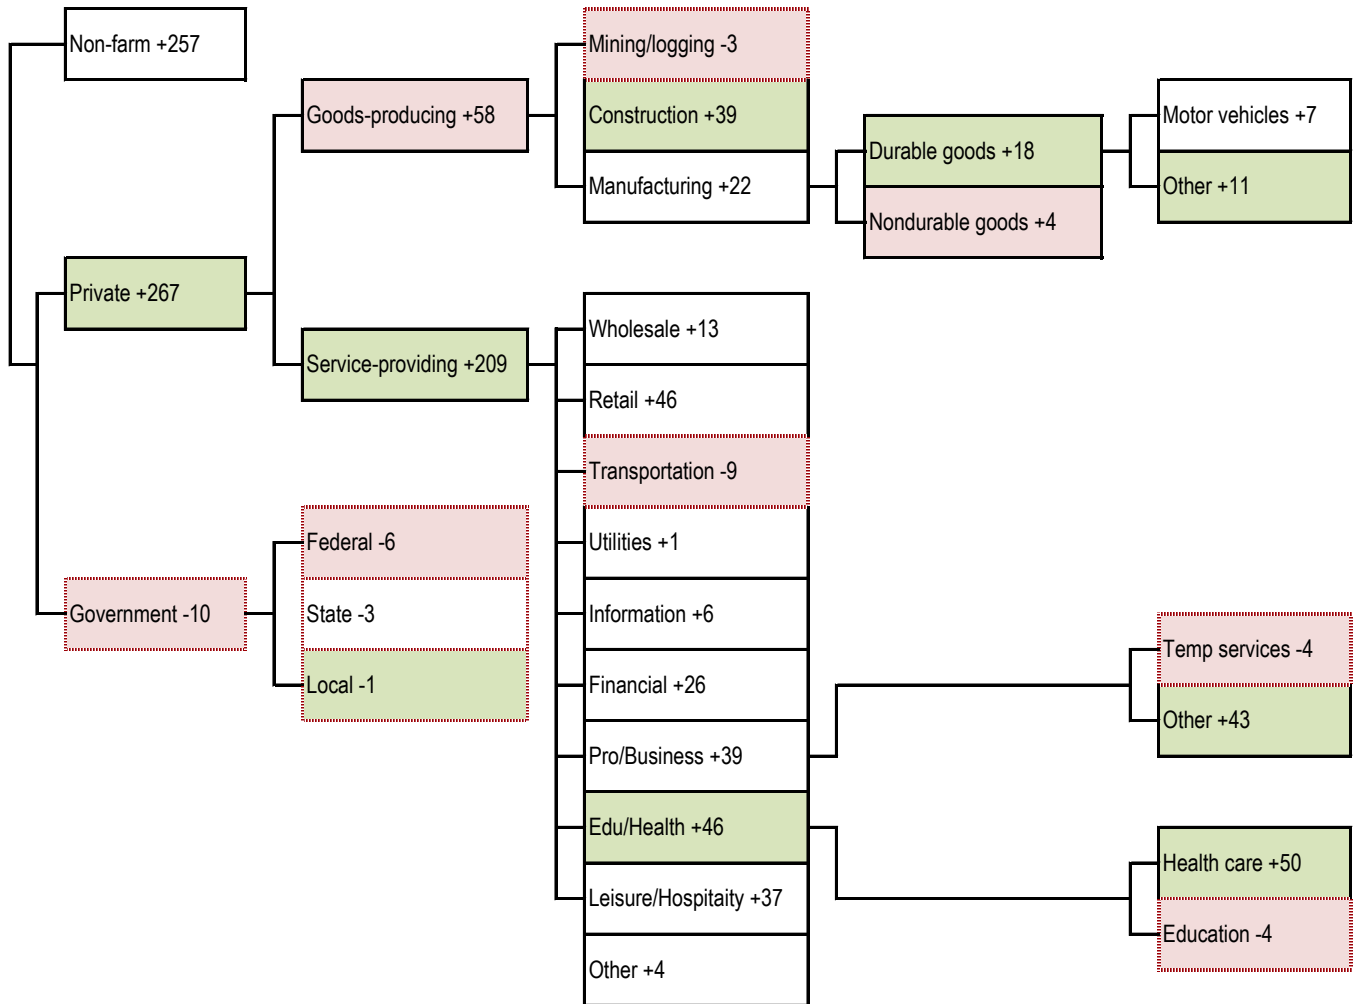 Non-farm +257
Private +267
Government -10
Goods-producing +58
Service-providing +209
Federal -6
State -3
Local -1
Mining/logging -3
Construction +39
Manufacturing +22
Wholesale +13
Retail +46
Transportation -9
Utilities +1
Information +6
Financial +26
Pro/Business +39
Edu/Health +46
Leisure/Hospitaity +37
Other +4
Durable goods +18
Nondurable goods +4
Motor vehicles +7
Other +11
Temp services -4
Other +43
Health care +50
Education -4